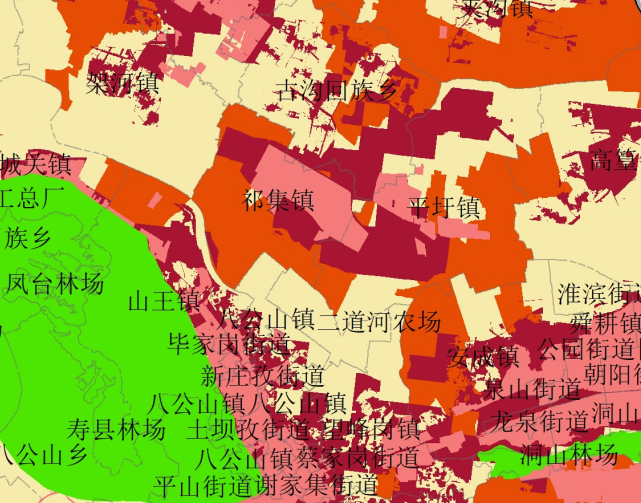 夹沟镇
架河镇
古沟回族乡
城关镇
高皇
工总厂
祁集镇
平圩镇
族乡
凤台林场
山王镇
淮滨街道
八公山镇 二道河农场
舜耕镇
毕家岗街道
安成镇
公园街道
新庄孜街道
朝阳街
泉山街道
八公山镇 八公山镇
龙泉街道 洞山
寿县林场
土坝孜街道
望峰岗镇
八公山乡
八公山镇 蔡家岗街道
洞山林场
平山街道 谢家集街道